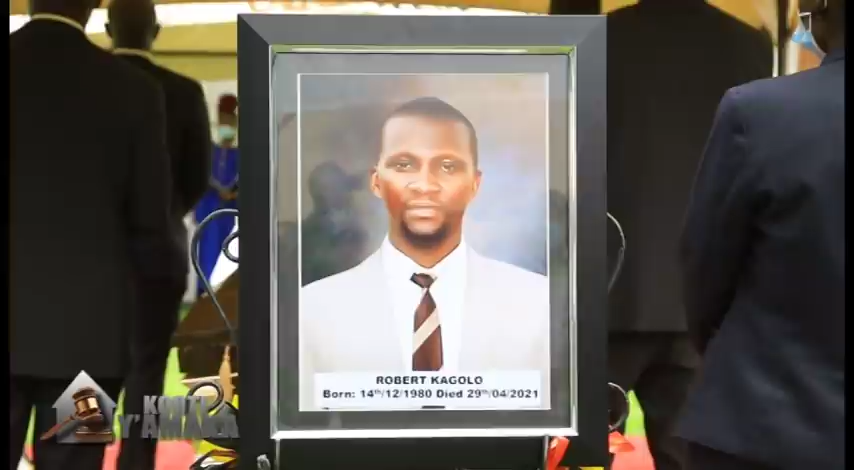 ROBERT KAGOLO
Born: 14th/12/1980 Died 29th/04/2021
KOOTI
Y'AMAKA